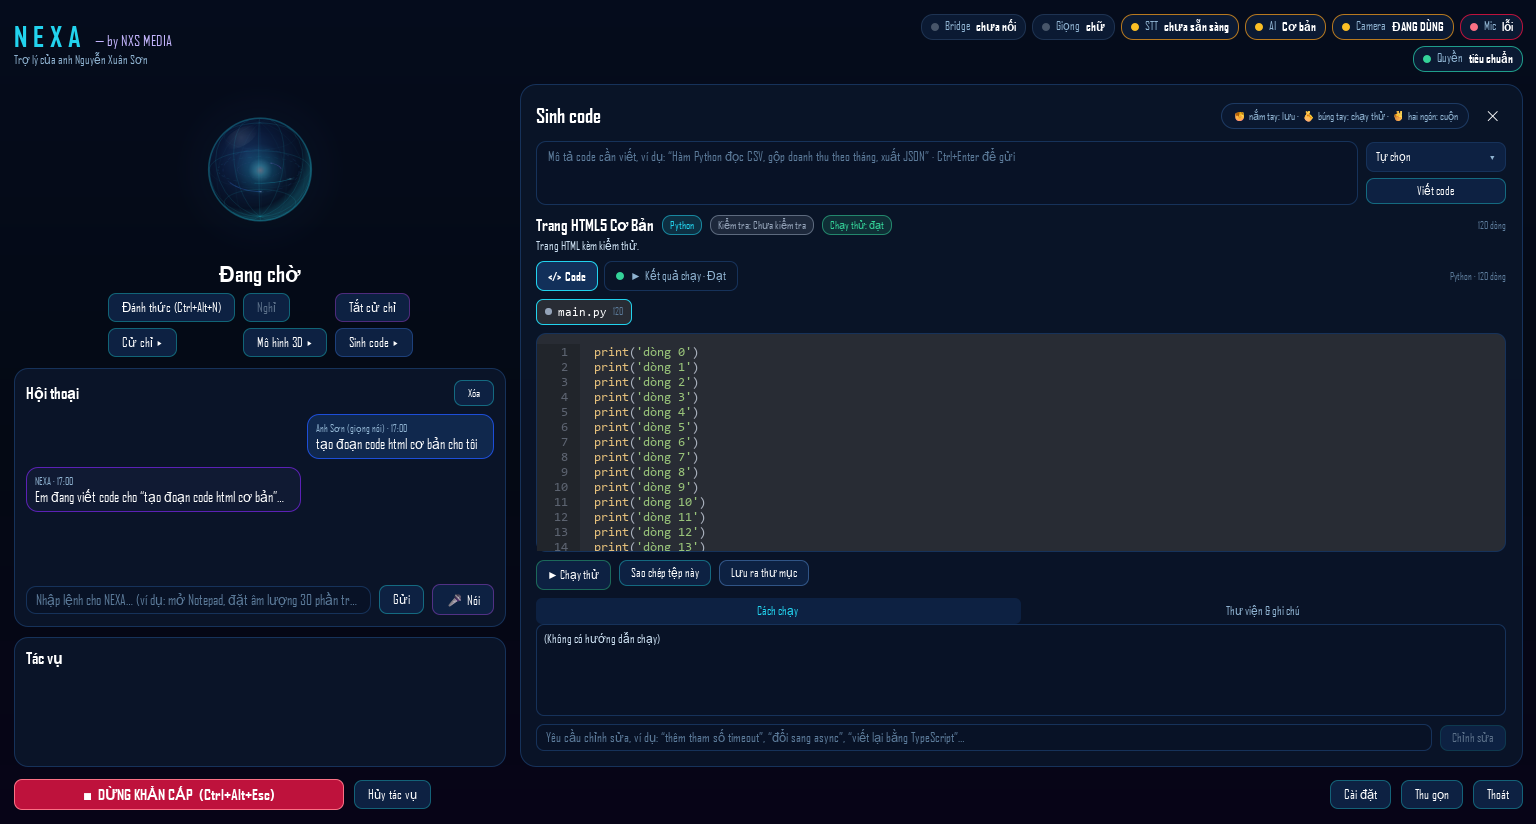 NEXA — by NXS MEDIA
Trợ lý của anh Nguyễn Xuân Sơn
Bridge chưa nối
Giọng chữ
STT chưa sẵn sàng
AI Cơ bản
Camera ĐANG DÙNG
Mic lỗi
Quyền tiêu chuẩn
Đang chờ
Đánh thức (Ctrl+Alt+N)
Nghỉ
Tắt cử chỉ
Cử chỉ ▸
Mô hình 3D ▸
Sinh code ▸
Hội thoại
Xóa
Anh Sơn (giọng nói) · 17:00
tạo đoạn code html cơ bản cho tôi
NEXA · 17:00
Em đang viết code cho “tạo đoạn code html cơ bản”…
Nhập lệnh cho NEXA... (ví dụ: mở Notepad, đặt âm lượng 30 phần tr...
Gửi
🎤 Nói
Tác vụ
Sinh code
✊ nắm tay: lưu · 🫰 búng tay: chạy thử · ✌ hai ngón: cuộn
Mô tả code cần viết, ví dụ: “Hàm Python đọc CSV, gộp doanh thu theo tháng, xuất JSON” · Ctrl+Enter để gửi
Tự chọn
Viết code
Trang HTML5 Cơ Bản
Python
Kiểm tra: Chưa kiểm tra
Chạy thử: đạt
120 dòng
Trang HTML kèm kiểm thử.
</> Code
► Kết quả chạy · Đạt
Python · 120 dòng
main.py 120
1 print('dòng 0')
2 print('dòng 1')
3 print('dòng 2')
4 print('dòng 3')
5 print('dòng 4')
6 print('dòng 5')
7 print('dòng 6')
8 print('dòng 7')
9 print('dòng 8')
10 print('dòng 9')
11 print('dòng 10')
12 print('dòng 11')
13 print('dòng 12')
14 print('dòng 13')
► Chạy thử
Sao chép tệp này
Lưu ra thư mục
Cách chạy
Thư viện & ghi chú
(Không có hướng dẫn chạy)
Yêu cầu chỉnh sửa, ví dụ: “thêm tham số timeout”, “đổi sang async”, “viết lại bằng TypeScript”…
Chỉnh sửa
■ DỪNG KHẨN CẤP (Ctrl+Alt+Esc)
Hủy tác vụ
Cài đặt
Thu gọn
Thoát